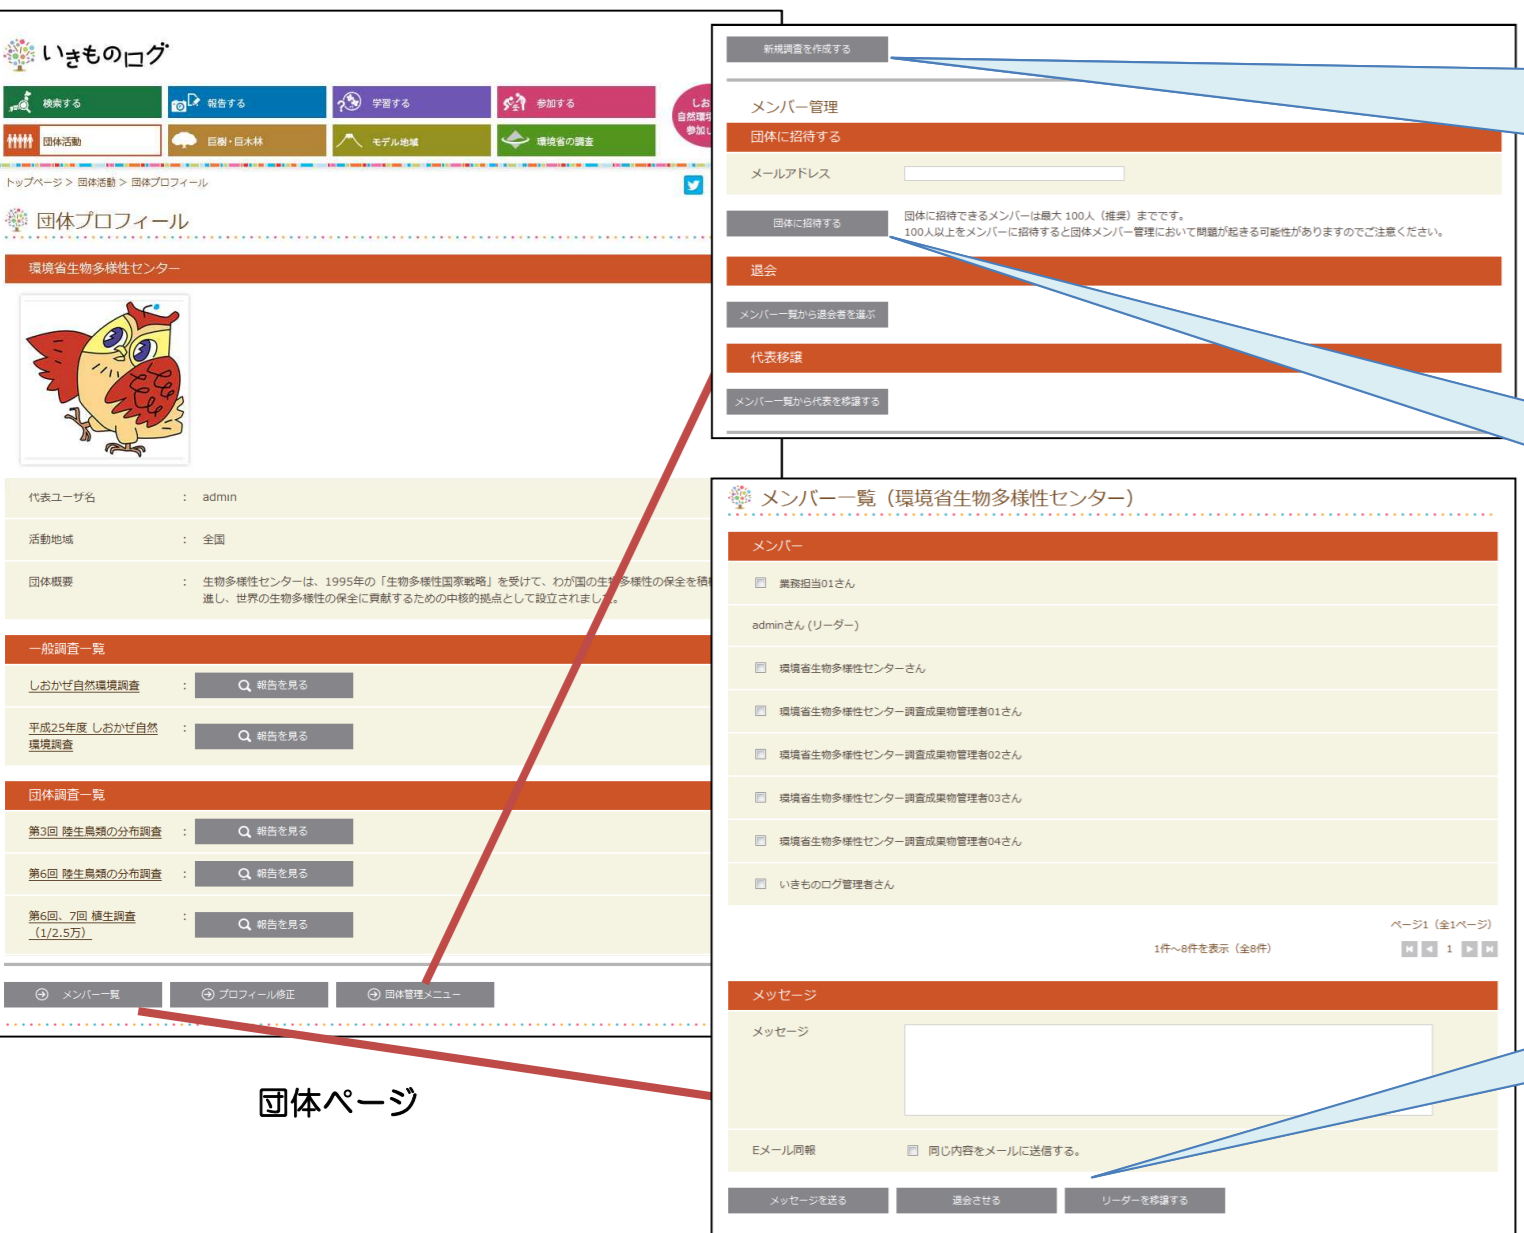 いきものログ
検索する
報告する
学習する
参加する
団体活動
巨樹・巨木林
モデル地域
環境省の調査
しお
自然環境
参加し
トップページ > 団体活動 > 団体プロフィール
団体プロフィール
環境省生物多様性センター
代表ユーザ名 : admin
活動地域 : 全国
団体概要 : 生物多様性センターは、1995年の「生物多様性国家戦略」を受けて、わが国の生物多様性の保全を積
進し、世界の生物多様性の保全に貢献するための中核的拠点として設立されました。
一般調査一覧
しおかぜ自然環境調査 : 報告を見る
平成25年度 しおかぜ自然
環境調査 : 報告を見る
団体調査一覧
第3回 陸生鳥類の分布調査 : 報告を見る
第6回 陸生鳥類の分布調査 : 報告を見る
第6回、7回 植生調査
(1/2.5万) : 報告を見る
メンバー一覧
プロフィール修正
団体管理メニュー
団体ページ
新規調査を作成する
メンバー管理
団体に招待する
メールアドレス
団体に招待する
団体に招待できるメンバーは最大 100人（推奨）までです。
100人以上をメンバーに招待すると団体メンバー管理において問題が起きる可能性がありますのでご注意ください。
退会
メンバー一覧から退会者を選ぶ
代表移譲
メンバー一覧から代表を移譲する
メンバー一覧（環境省生物多様性センター）
メンバー
業務担当01さん
adminさん (リーダー)
環境省生物多様性センターさん
環境省生物多様性センター調査成果物管理者01さん
環境省生物多様性センター調査成果物管理者02さん
環境省生物多様性センター調査成果物管理者03さん
環境省生物多様性センター調査成果物管理者04さん
いきものログ管理者さん
ページ1（全1ページ）
1件～8件を表示（全8件）
1
メッセージ
メッセージ
Eメール同報
同じ内容をメールに送信する。
メッセージを送る
退会させる
リーダーを移譲する